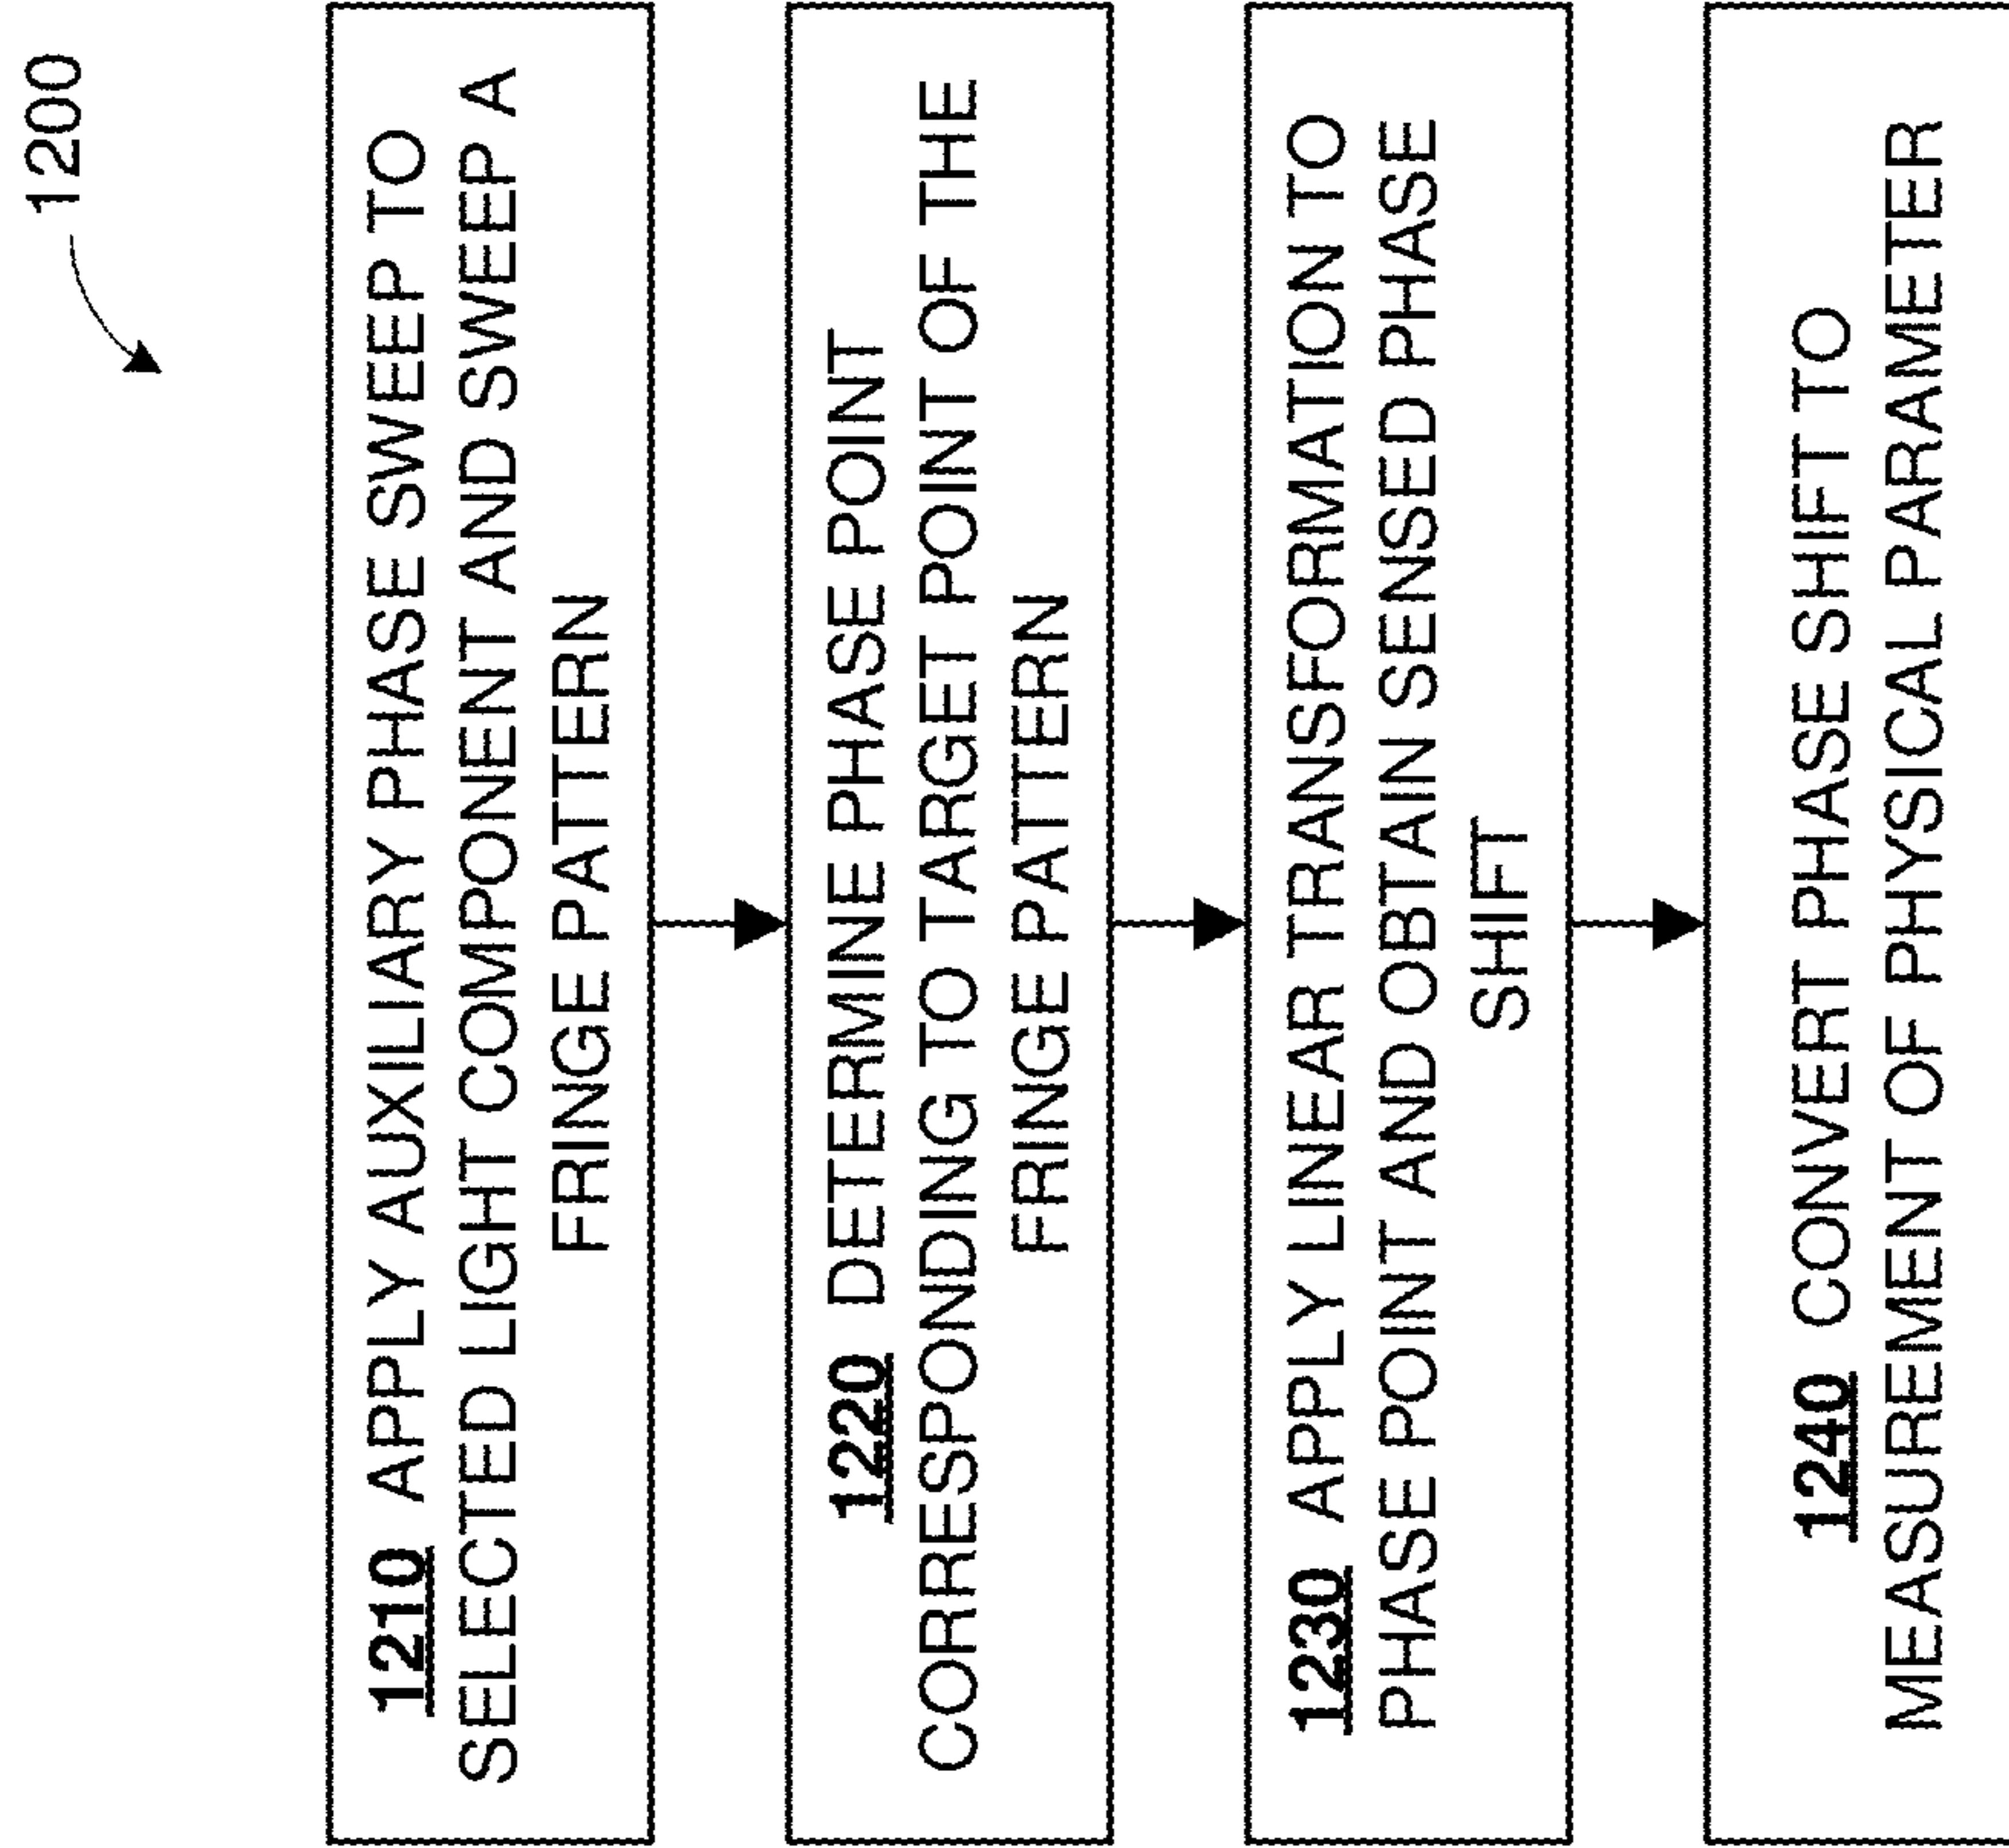 1200
1210 APPLY AUXILIARY PHASE SWEEP TO
SELECTED LIGHT COMPONENT AND SWEEP A
FRINGE PATTERN
1220 DETERMINE PHASE POINT
CORRESPONDING TO TARGET POINT OF THE
FRINGE PATTERN
1230 APPLY LINEAR TRANSFORMATION TO
PHASE POINT AND OBTAIN SENSED PHASE
SHIFT
1240 CONVERT PHASE SHIFT TO
MEASUREMENT OF PHYSICAL PARAMETER